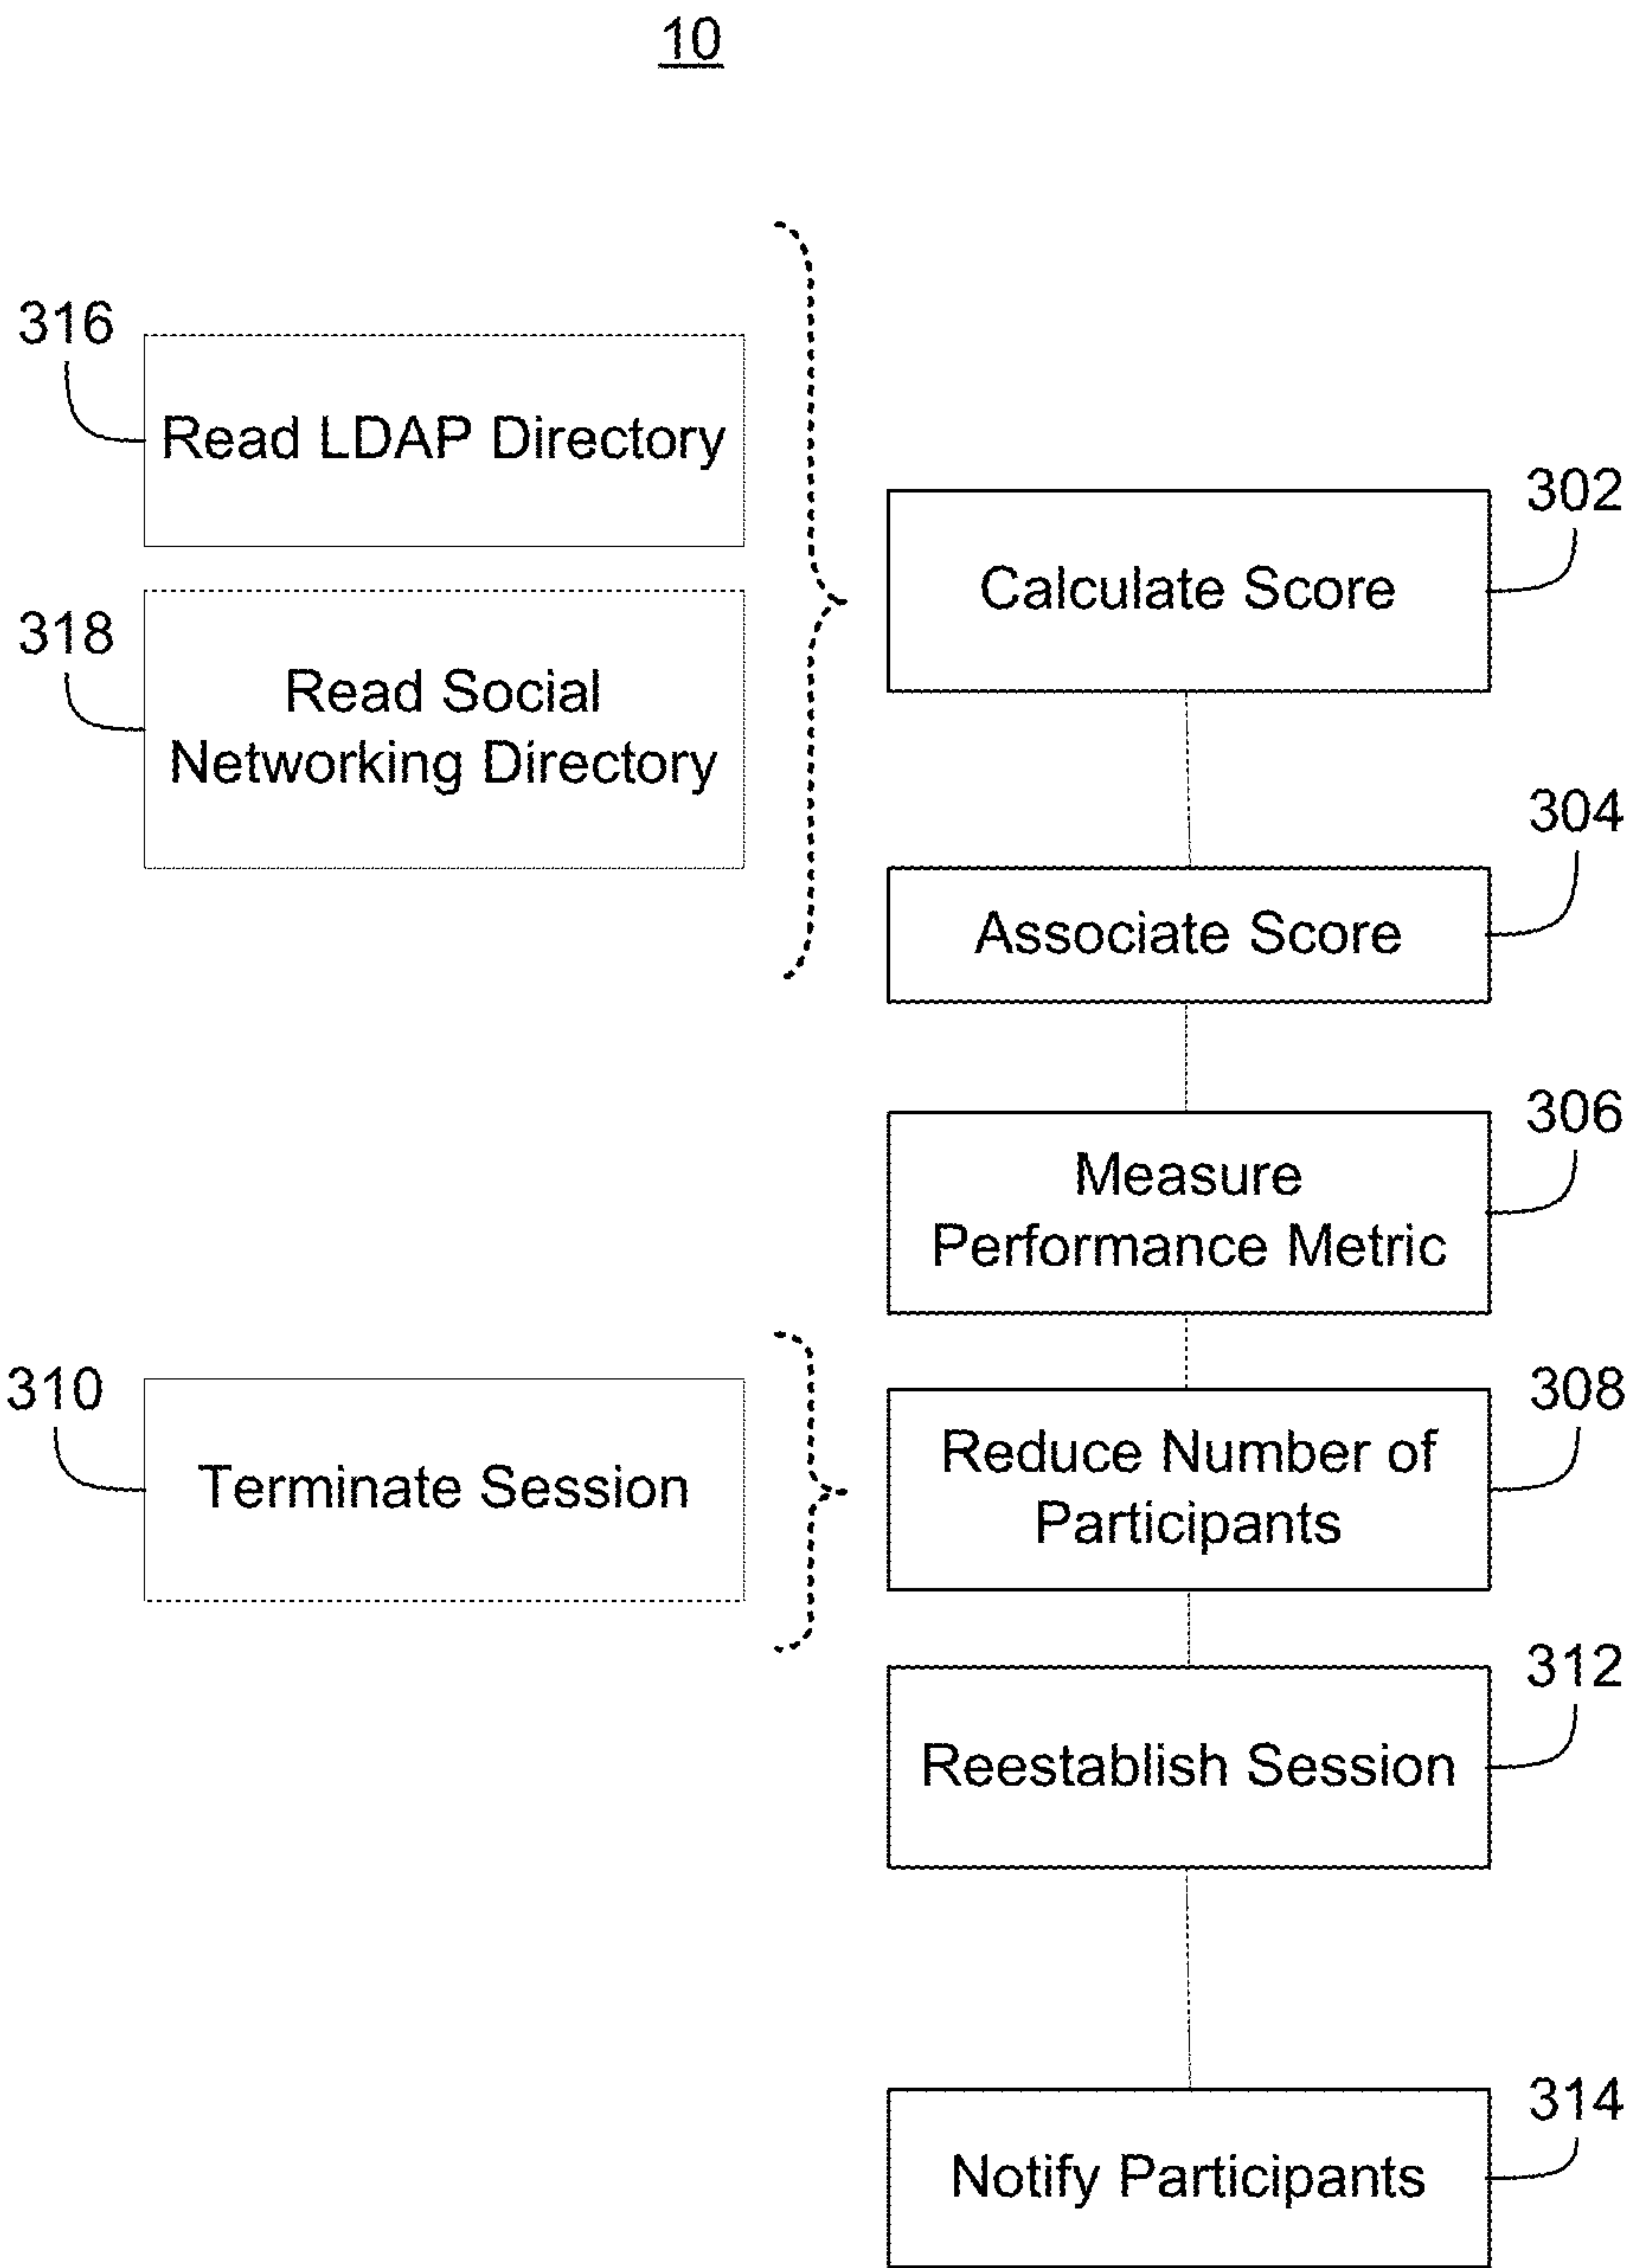 10
316
Read LDAP Directory
302
Calculate Score
318
Read Social
Networking Directory
304
Associate Score
306
Measure
Performance Metric
310
Terminate Session
308
Reduce Number of
Participants
312
Reestablish Session
314
Notify Participants